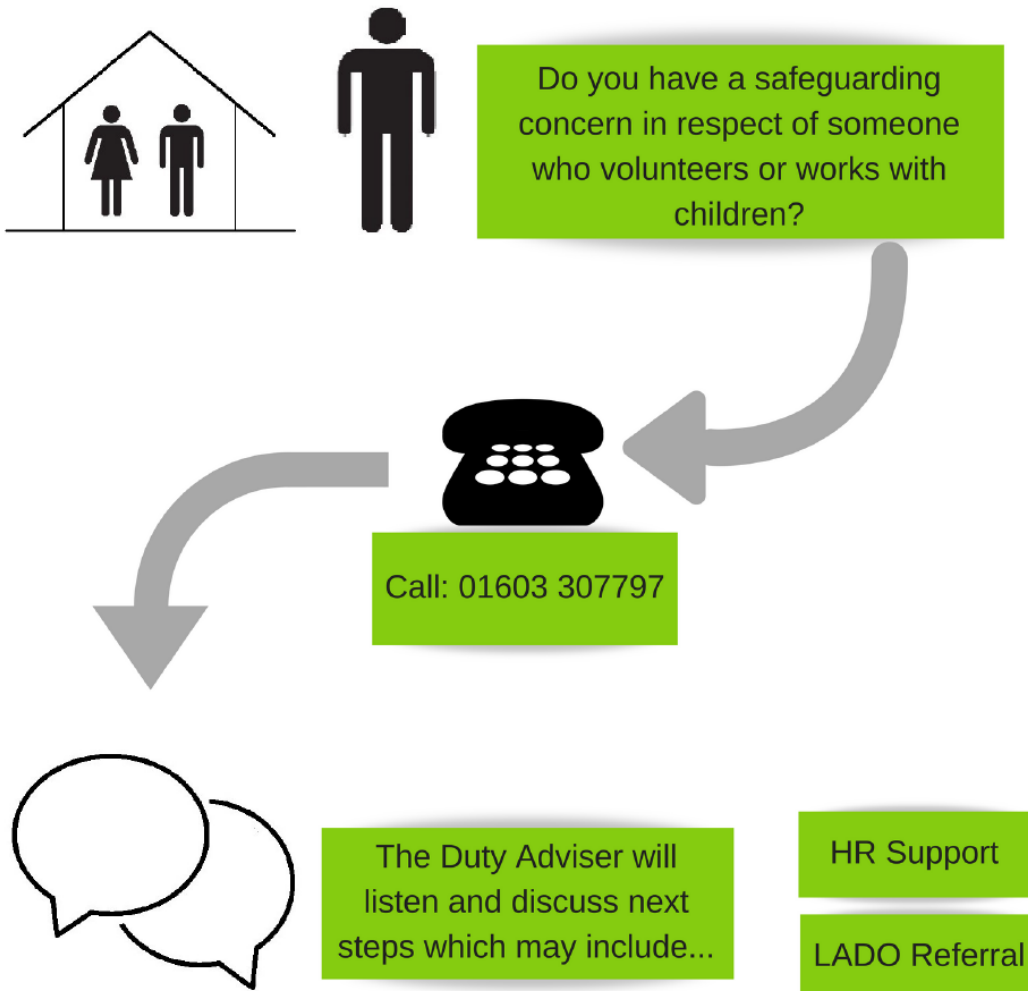 Do you have a safeguarding
concern in respect of someone
who volunteers or works with
children?
Call: 01603 307797
The Duty Adviser will
listen and discuss next
steps which may include...
HR Support
LADO Referral